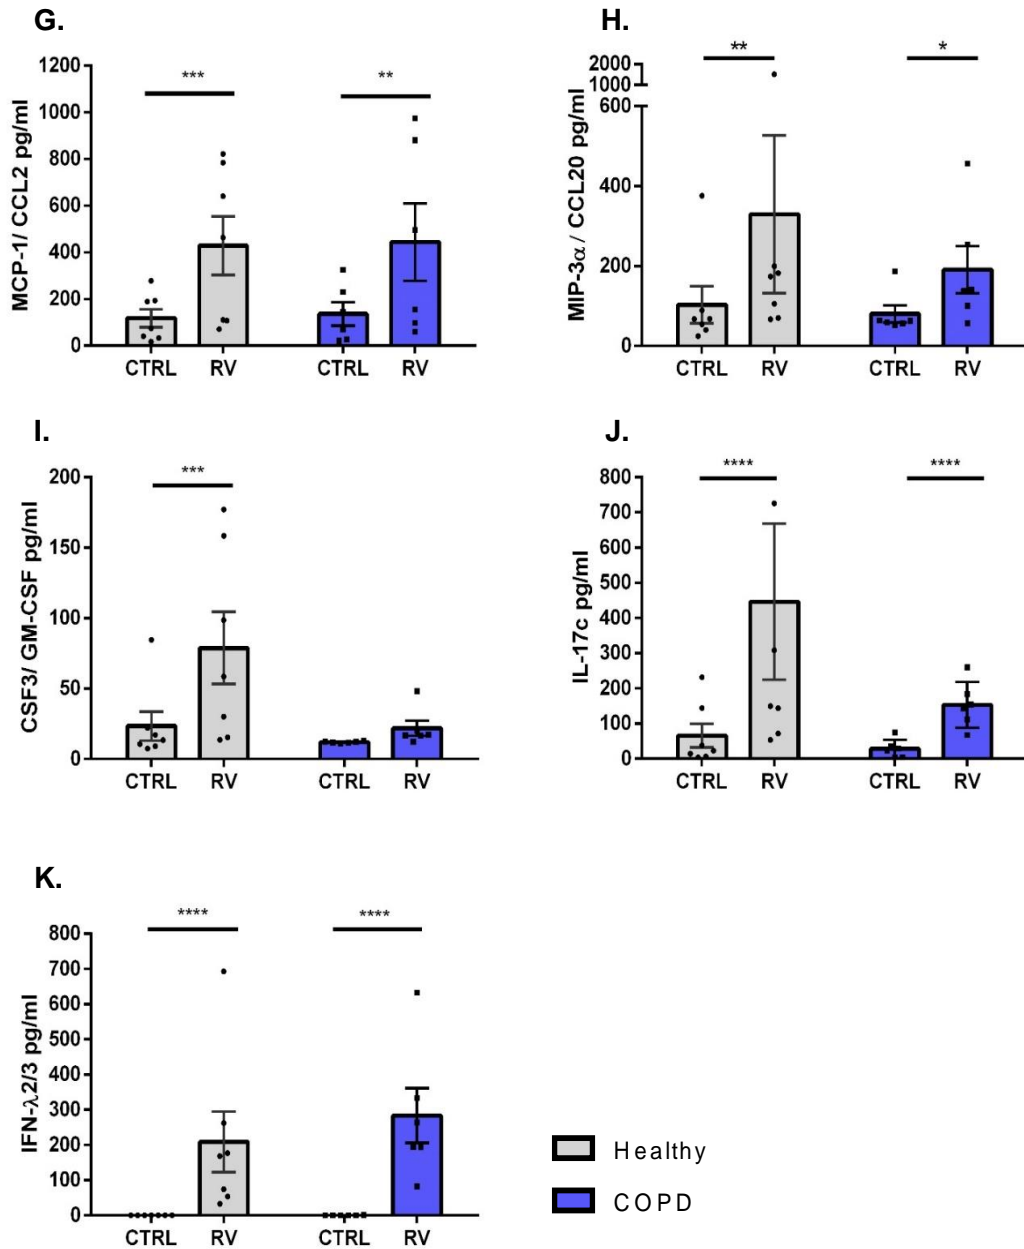 G.
MCP-1/ CCL2 pg/ml
1200
1000
800
600
400
200
0
***
**
CTRL RV CTRL RV
H.
MIP-3α / CCL20 pg/ml
2000
1000
600
400
200
0
**
*
CTRL RV CTRL RV
I.
CSF3/ GM-CSF pg/ml
200
150
100
50
0
***
CTRL RV CTRL RV
J.
IL-17c pg/ml
800
700
600
500
400
300
200
100
0
****
****
CTRL RV CTRL RV
K.
IFN-λ2/3 pg/ml
800
700
600
500
400
300
200
100
0
****
****
CTRL RV CTRL RV
Healthy
COPD